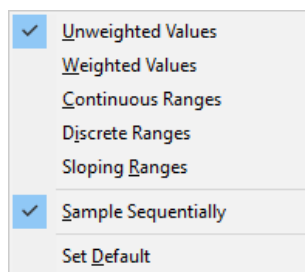 Unweighted Values
Weighted Values
Continuous Ranges
Discrete Ranges
Sloping Ranges
Sample Sequentially
Set Default